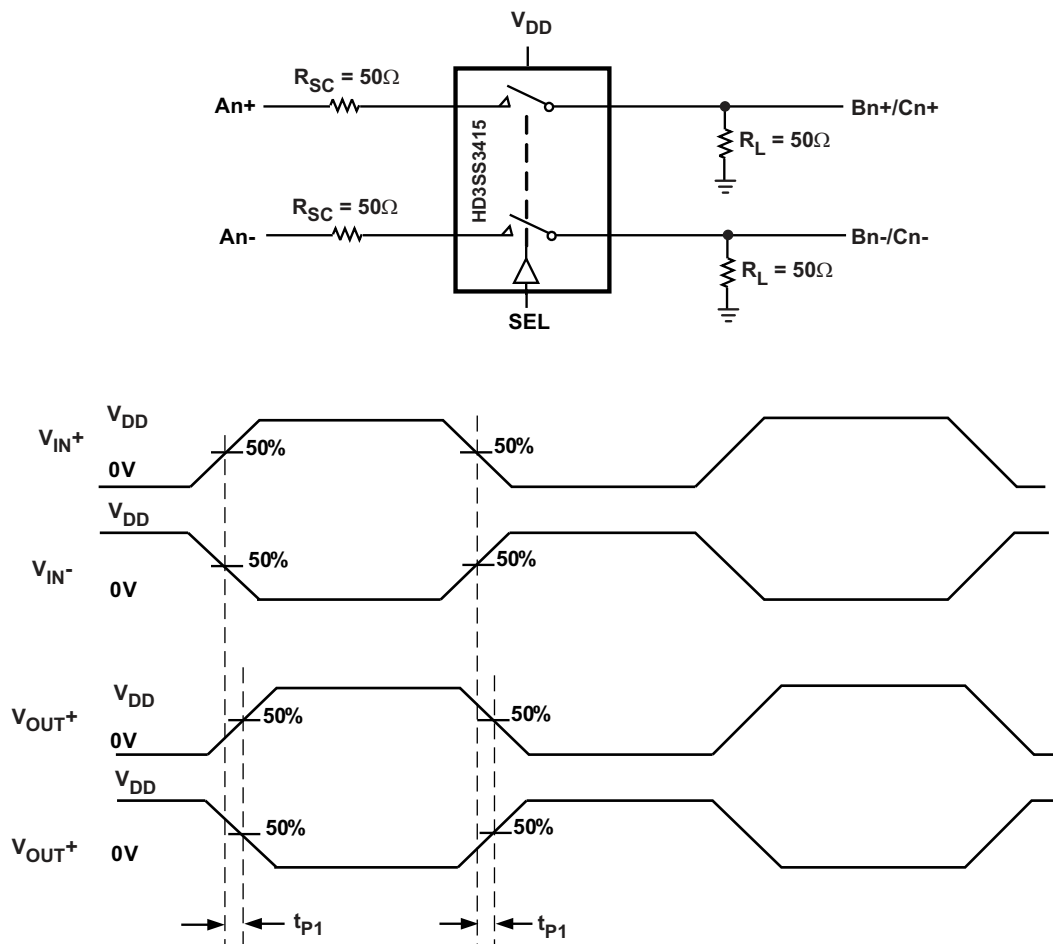 VDD
RSC = 50Ω
An+
Bn+/Cn+
RL = 50Ω
HD3SS3415
RSC = 50Ω
An-
Bn-/Cn-
RL = 50Ω
SEL
VDD
VIN+
50%
50%
0V
VDD
VIN-
50%
50%
0V
VDD
VOUT+
50%
50%
0V
VDD
VOUT+
50%
50%
0V
tP1
tP1